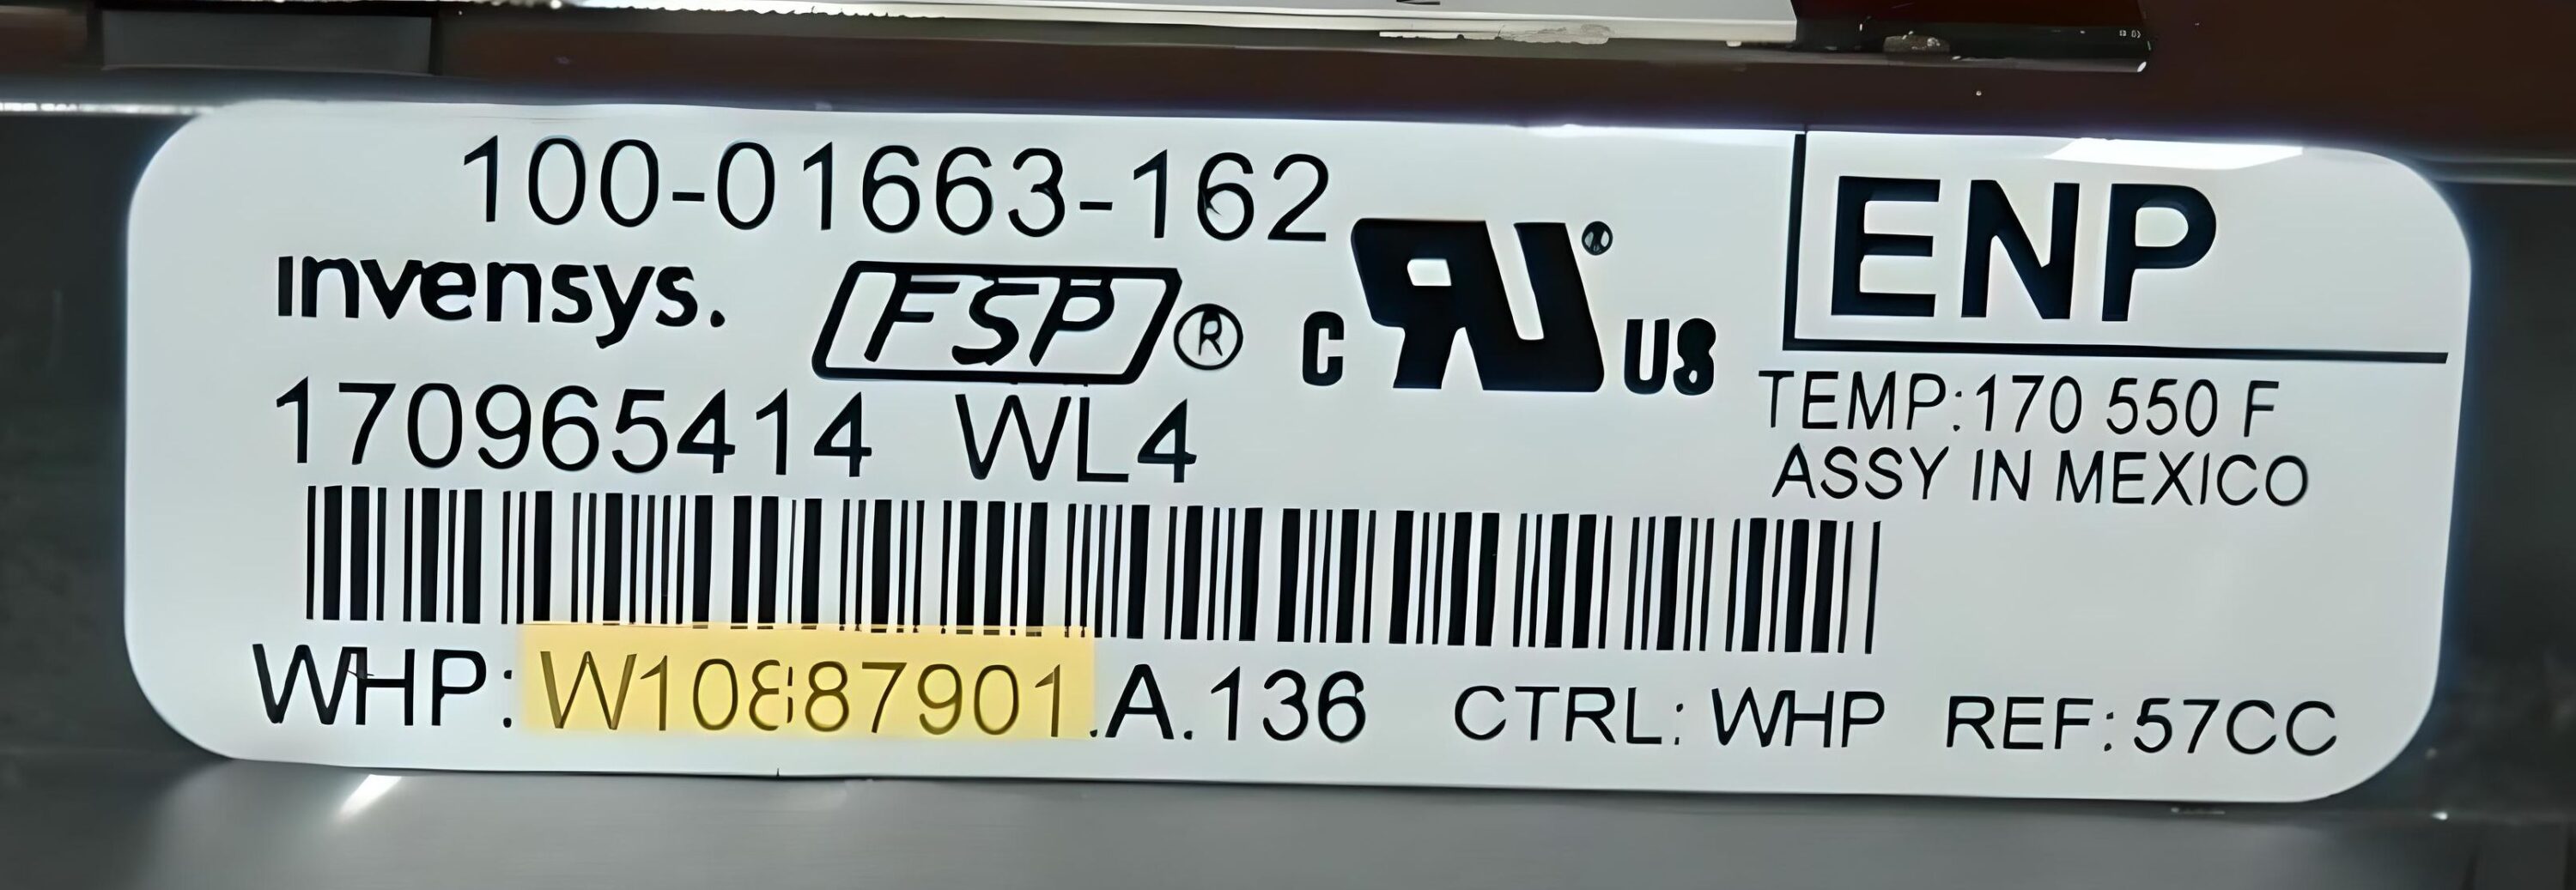 100-01663-162
invensys. FSP ® c RU us ENP
170965414 WL4
TEMP:170 550 F
ASSY IN MEXICO
WHP:W10887901.A.136 CTRL: WHP REF:57CC